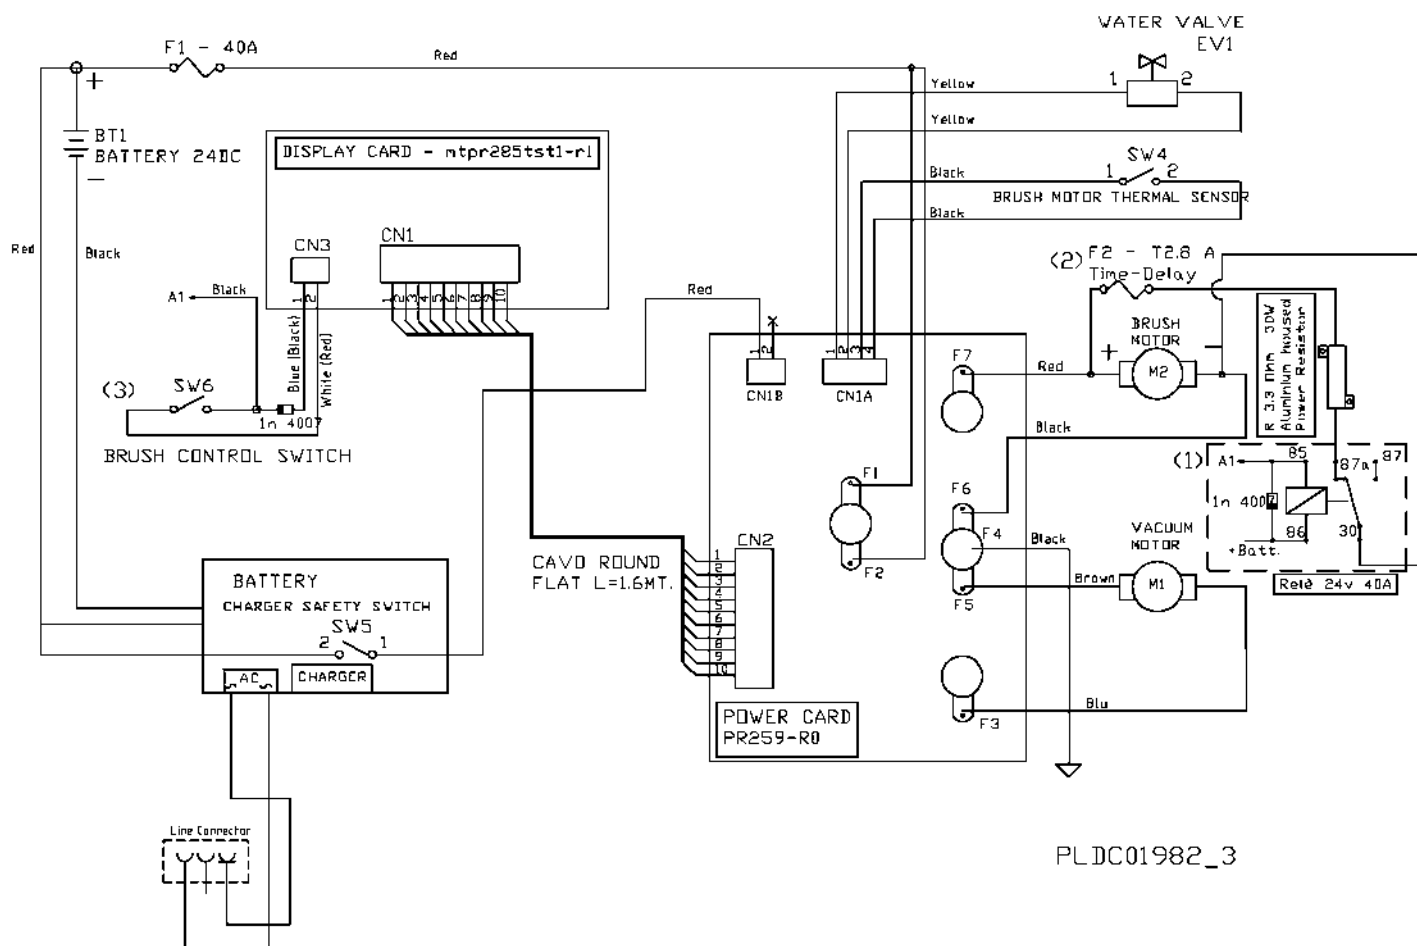 WATER VALVE
EV1
F1 - 40A
Red
1
2
Yellow
Yellow
+
BT1
BATTERY 24DC
–
DISPLAY CARD - mtpr285tst1-r1
SW4
1
2
Black
BRUSH MOTOR THERMAL SENSOR
Black
Red
Black
CN3
CN1
(2)
F2 - T2.8 A
Time-Delay
A1
Black
1
2
1
2
3
4
5
6
7
8
9
10
Red
R 3.3 Ohm 30W
Aluminium housed
Power Resistor
BRUSH
MOTOR
+
–
M2
Blue (Black)
White (Red)
1
2
1
2
3
4
F7
Red
(3)
SW6
1n 4007
CN1B
CN1A
Black
BRUSH CONTROL SWITCH
(1)
A1
85
87a
87
F1
F6
1n 4007
86
30
+Batt.
CAVO ROUND
FLAT L=1.6MT.
CN2
1
2
3
4
5
6
7
8
9
10
F4
Black
VACUUM
MOTOR
F2
Brown
M1
F5
Relè 24v 40A
BATTERY
CHARGER SAFETY SWITCH
SW5
2
1
AC
CHARGER
Blu
F3
POWER CARD
PR259-R0
Line Connector
PLDC01982_3